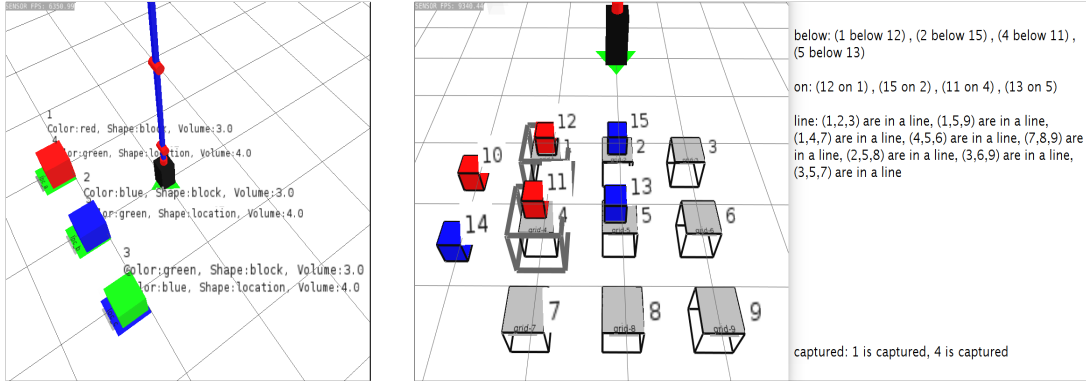 SENSOR FPS: 6356.99
1
Color:red, Shape:block, Volume:3.0
4
Color:green, Shape:location, Volume:4.0
2
Color:blue, Shape:block, Volume:3.0
Color:green, Shape:location, Volume:4.0
3
Color:green, Shape:block, Volume:3.0
Color:blue, Shape:location, Volume:4.0
SENSOR FPS: 9340.44
12
15
1
2
3
10
11
13
14
4
5
6
grid-4
grid-5
grid-6
7
8
9
grid-7
grid-8
grid-9
below: (1 below 12) , (2 below 15) , (4 below 11) ,
(5 below 13)
on: (12 on 1) , (15 on 2) , (11 on 4) , (13 on 5)
line: (1,2,3) are in a line, (1,5,9) are in a line,
(1,4,7) are in a line, (4,5,6) are in a line, (7,8,9) are
in a line, (2,5,8) are in a line, (3,6,9) are in a line,
(3,5,7) are in a line
captured: 1 is captured, 4 is captured